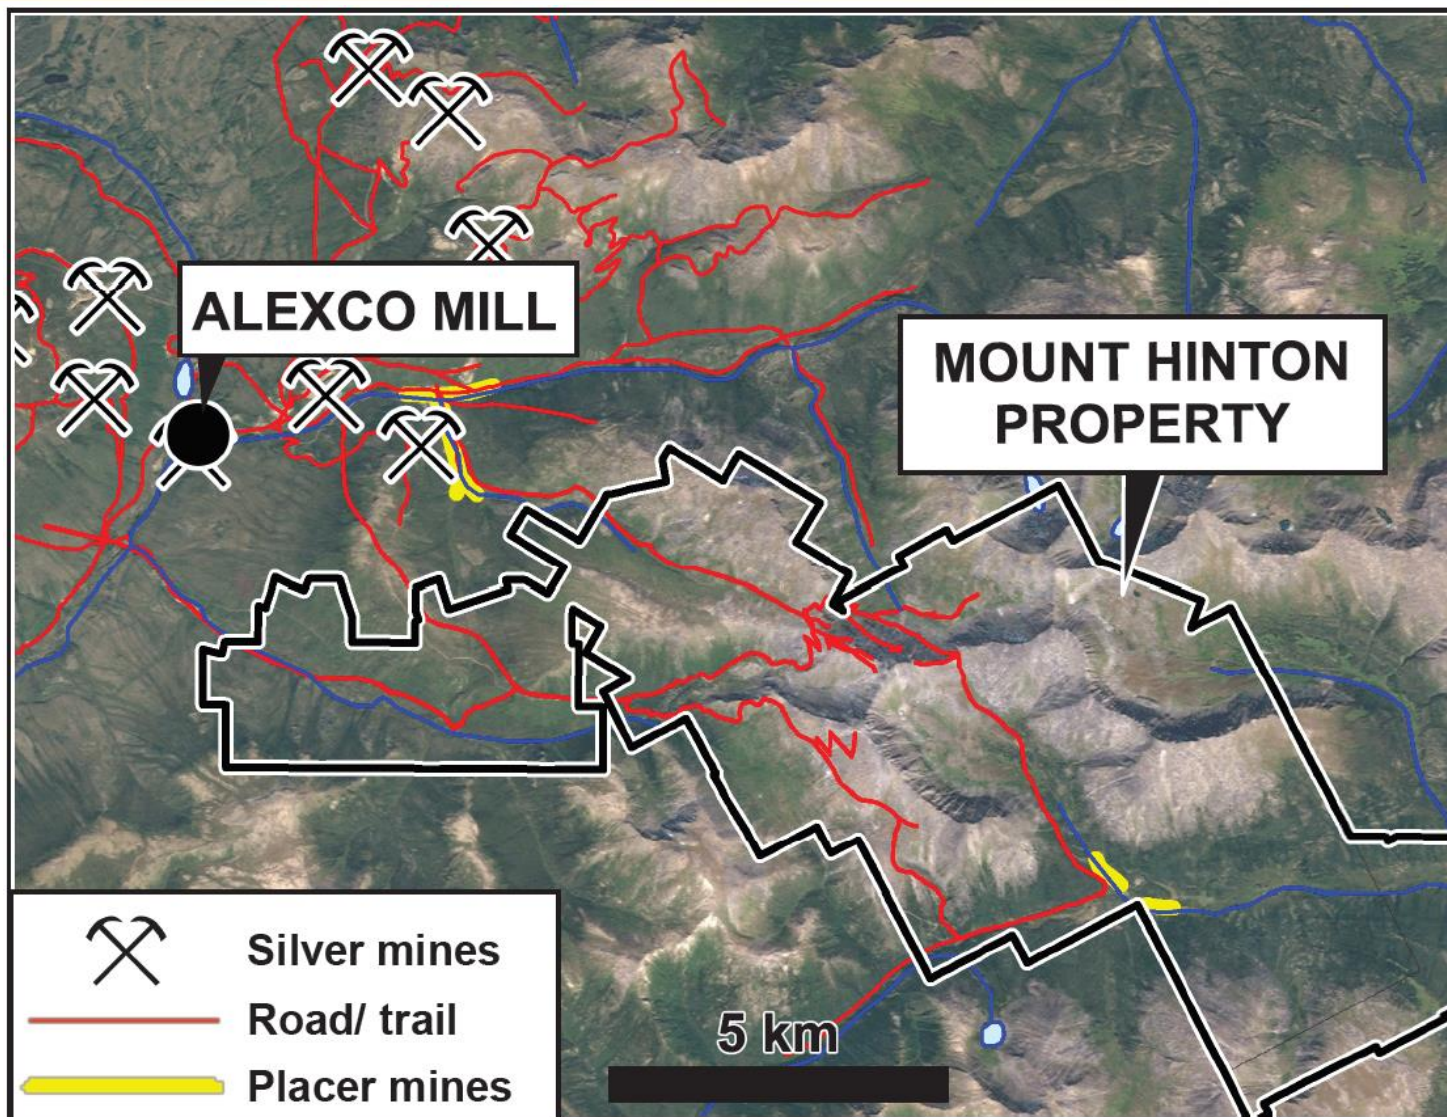 ALEXCO MILL
MOUNT HINTON
PROPERTY
Silver mines
Road/ trail
Placer mines
5 km